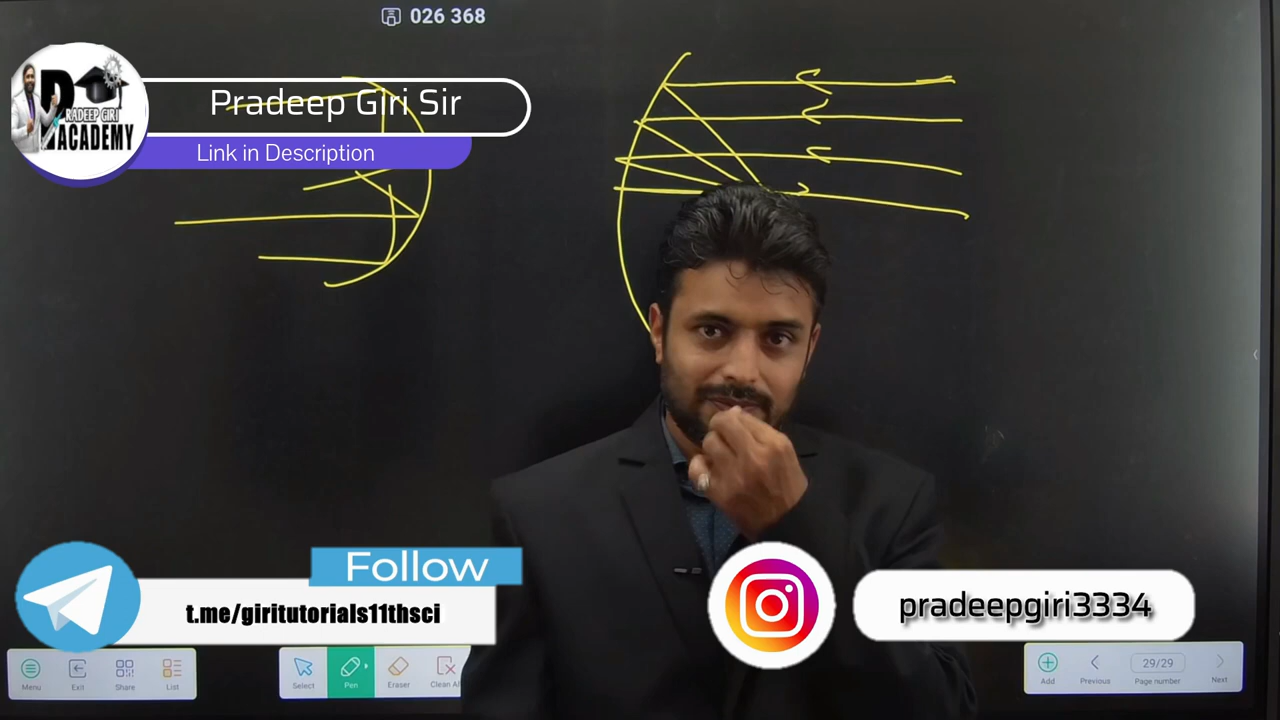 026 368
PRADEEP GIRI
ACADEMY
Pradeep Giri Sir
Link in Description
Follow
t.me/giritutorials11thsci
pradeepgiri3334
Menu
Exit
Share
List
Select
Pen
Eraser
Clean All
Add
Previous
29/29
Page number
Next